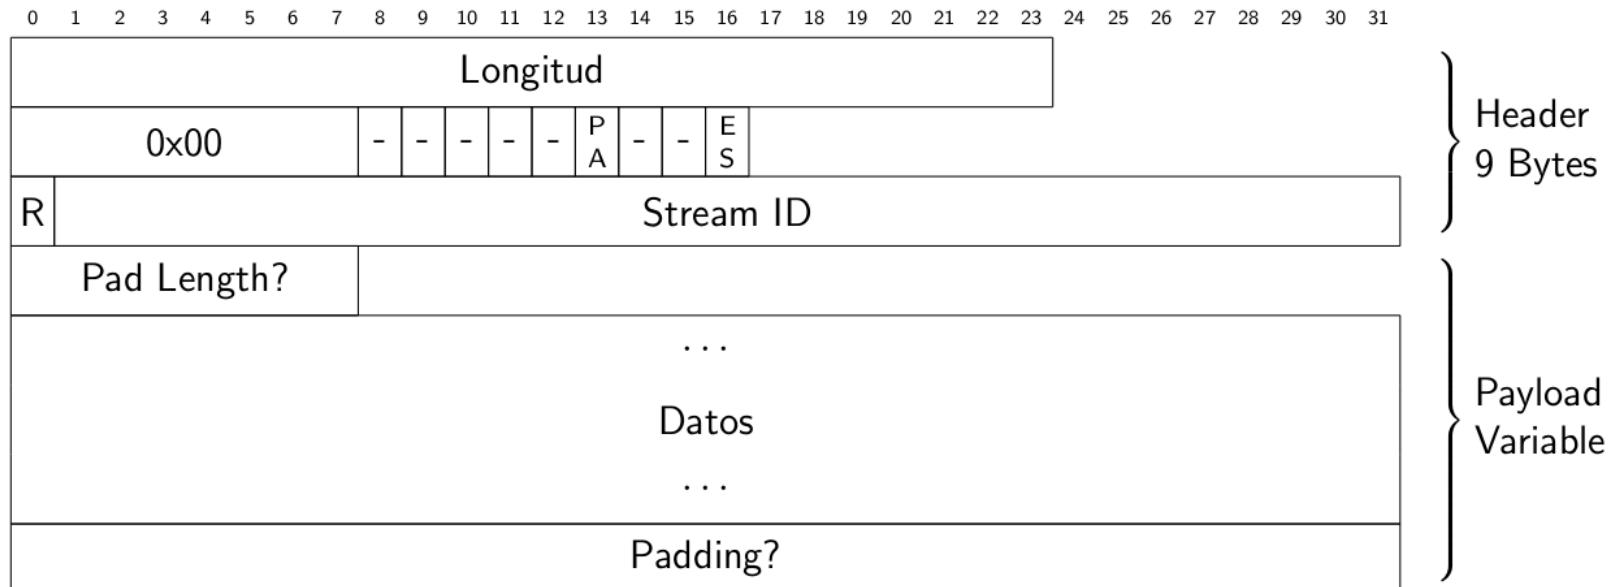 0 1 2 3 4 5 6 7 8 9 10 11 12 13 14 15 16 17 18 19 20 21 22 23 24 25 26 27 28 29 30 31
Longitud
0x00 - - - - - PA - - ES
R Stream ID
Header
9 Bytes
Pad Length?
...
Datos
...
Payload
Variable
Padding?